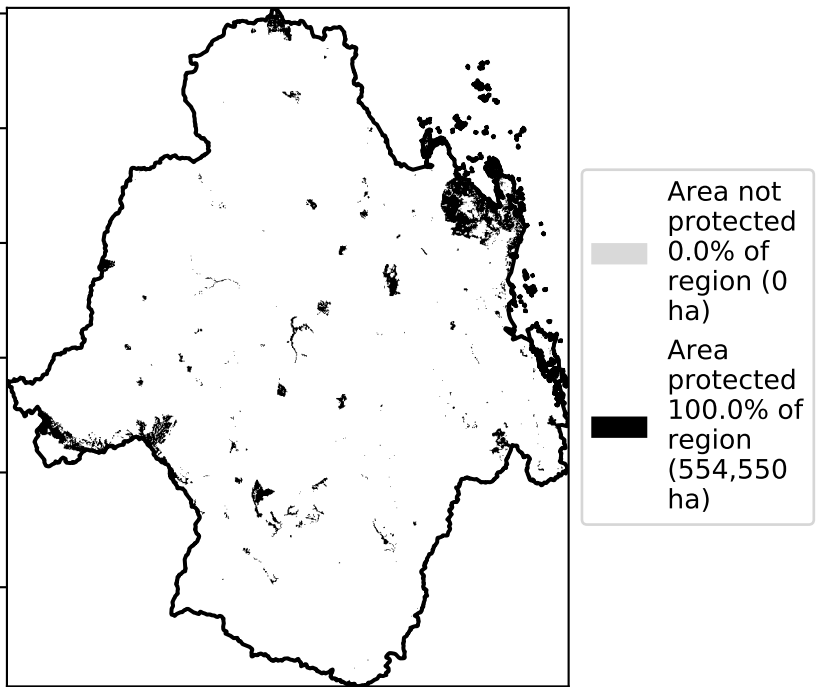 Area not
protected
0.0% of
region (0
ha)
Area
protected
100.0% of
region
(554,550
ha)